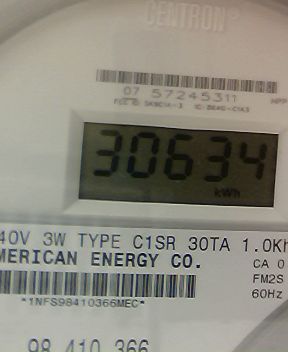 CENTRON®
07 57245311
30634
kWh
40V 3W TYPE C1SR 30TA 1.0Kh
MERICAN ENERGY CO.
CA 0
FM2S
60Hz
*1NFS98410366MEC*
98 410 366